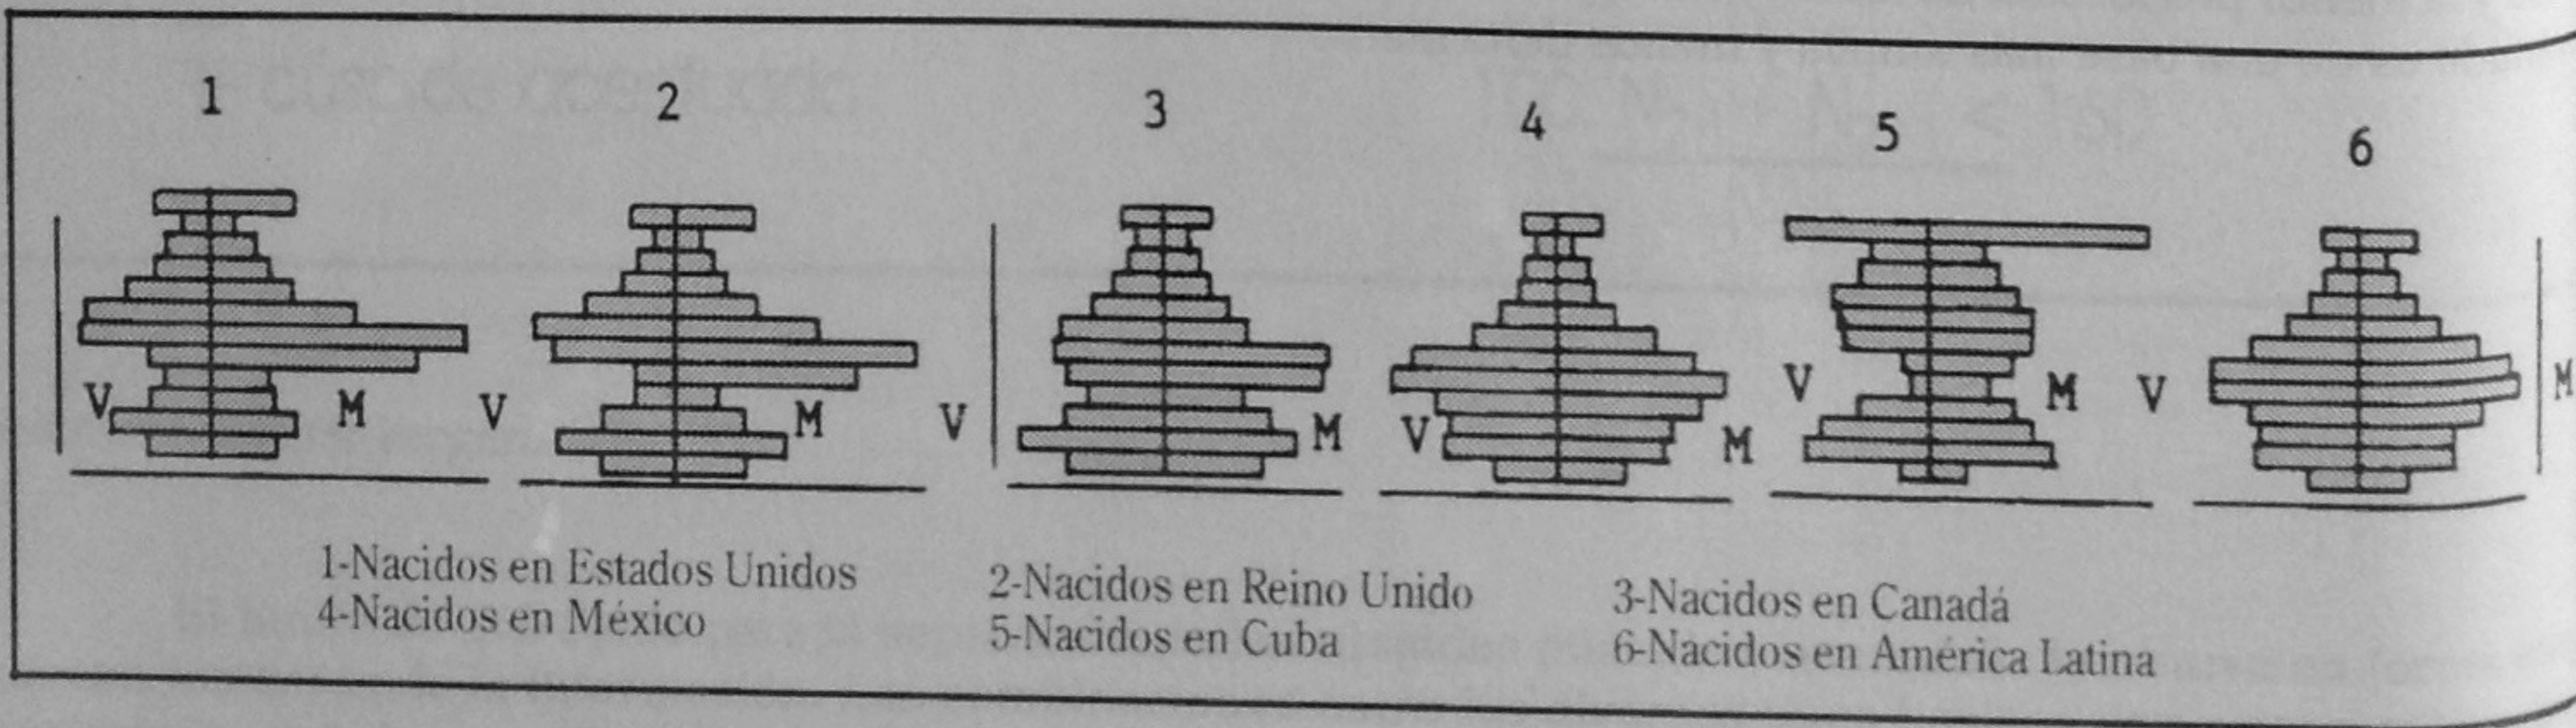 1 2 3 4 5 6
V M V M V M V M V M V M
1-Nacidos en Estados Unidos 2-Nacidos en Reino Unido 3-Nacidos en Canadá
4-Nacidos en México 5-Nacidos en Cuba 6-Nacidos en América Latina